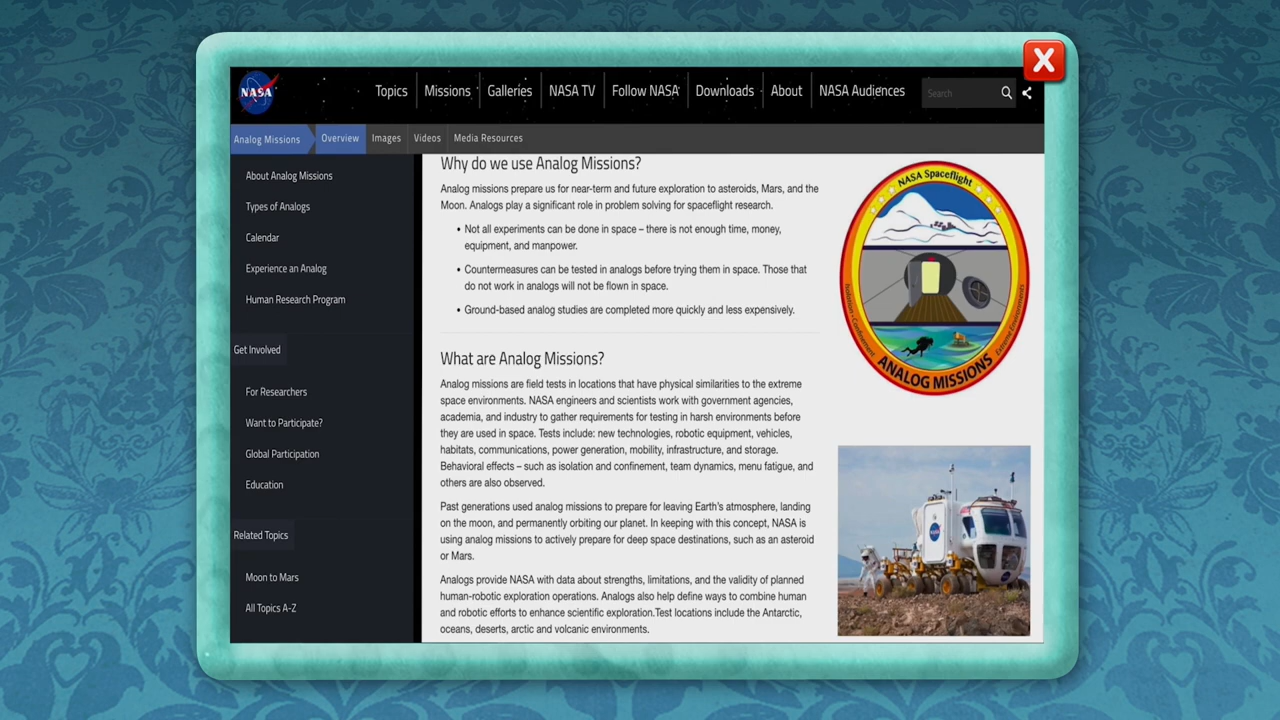 NASA
Topics
Missions
Galleries
NASA TV
Follow NASA
Downloads
About
NASA Audiences
Search
Analog Missions
Overview
Images
Videos
Media Resources
About Analog Missions
Types of Analogs
Calendar
Experience an Analog
Human Research Program
Get Involved
For Researchers
Want to Participate?
Global Participation
Education
Related Topics
Moon to Mars
All Topics A-Z
Why do we use Analog Missions?
Analog missions prepare us for near-term and future exploration to asteroids, Mars, and the
Moon. Analogs play a significant role in problem solving for spaceflight research.
• Not all experiments can be done in space – there is not enough time, money,
equipment, and manpower.
• Countermeasures can be tested in analogs before trying them in space. Those that
do not work in analogs will not be flown in space.
• Ground-based analog studies are completed more quickly and less expensively.
What are Analog Missions?
Analog missions are field tests in locations that have physical similarities to the extreme
space environments. NASA engineers and scientists work with government agencies,
academia, and industry to gather requirements for testing in harsh environments before
they are used in space. Tests include: new technologies, robotic equipment, vehicles,
habitats, communications, power generation, mobility, infrastructure, and storage.
Behavioral effects – such as isolation and confinement, team dynamics, menu fatigue, and
others are also observed.
Past generations used analog missions to prepare for leaving Earth's atmosphere, landing
on the moon, and permanently orbiting our planet. In keeping with this concept, NASA is
using analog missions to actively prepare for deep space destinations, such as an asteroid
or Mars.
Analogs provide NASA with data about strengths, limitations, and the validity of planned
human-robotic exploration operations. Analogs also help define ways to combine human
and robotic efforts to enhance scientific exploration.Test locations include the Antarctic,
oceans, deserts, arctic and volcanic environments.
NASA Spaceflight
Isolation - Confinement
Extreme Environments
ANALOG MISSIONS
NASA